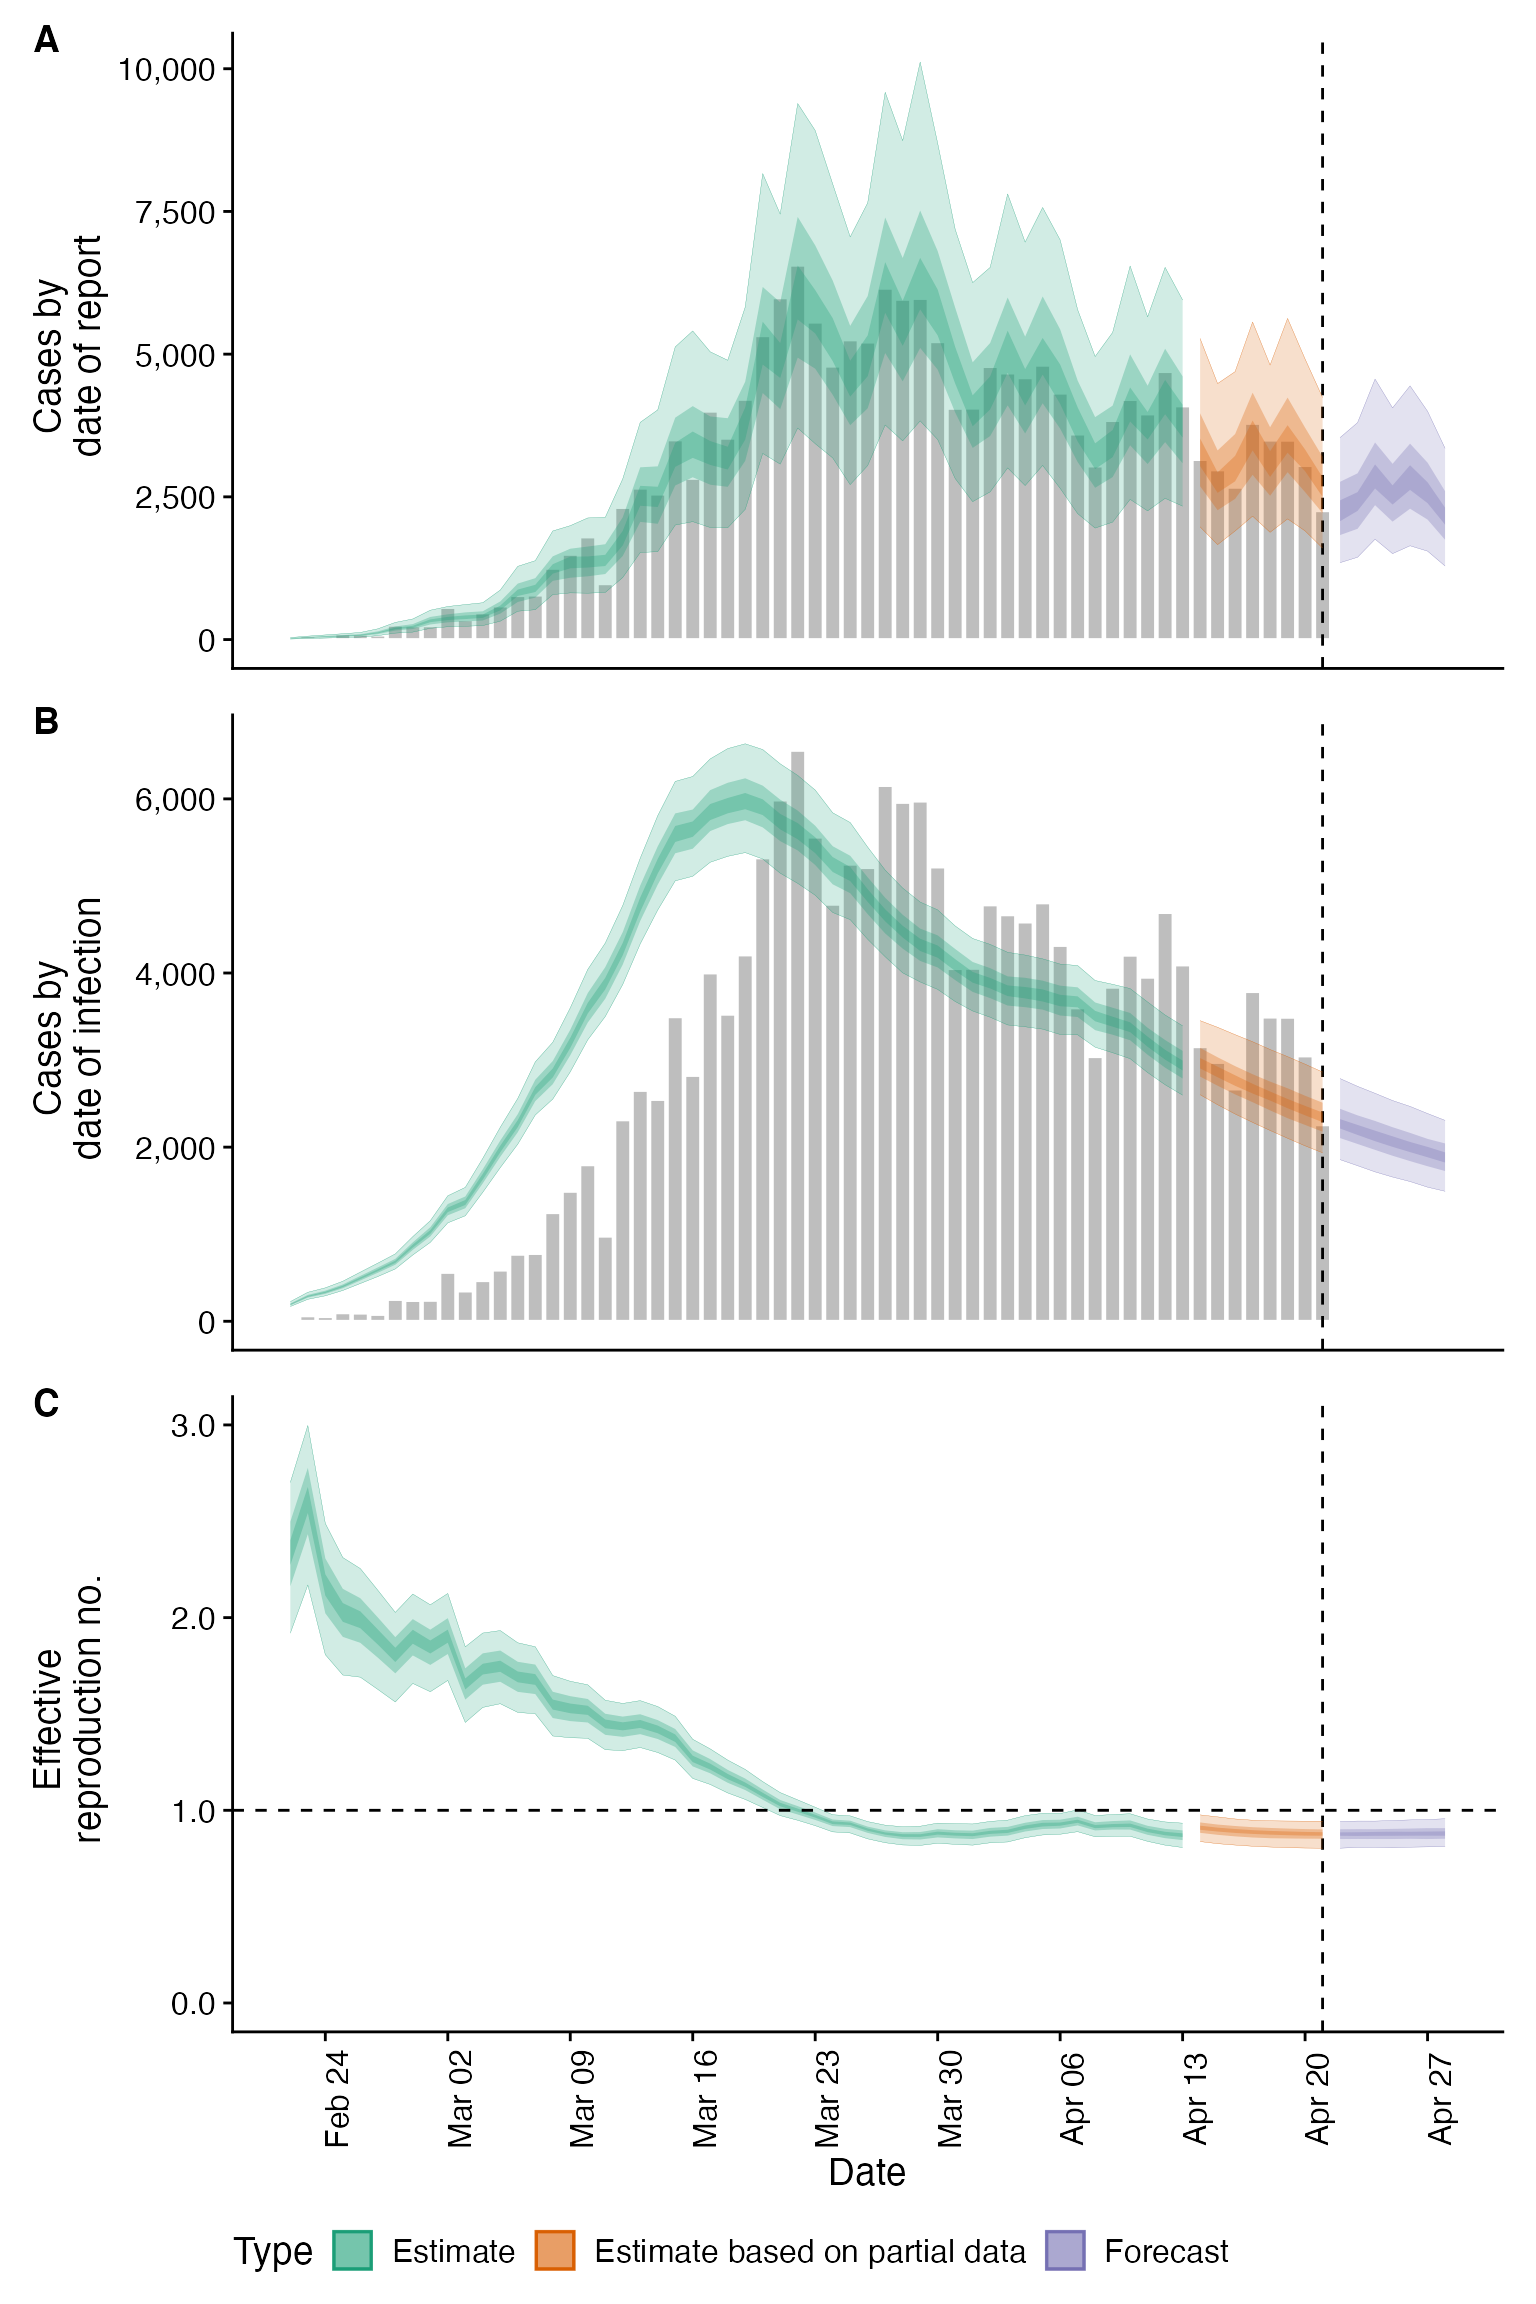 A
10,000
7,500
5,000
2,500
0
Cases by
date of report
B
6,000
4,000
2,000
0
Cases by
date of infection
C
3.0
2.0
1.0
0.0
Effective
reproduction no.
Feb 24
Mar 02
Mar 09
Mar 16
Mar 23
Mar 30
Apr 06
Apr 13
Apr 20
Apr 27
Date
Type
Estimate
Estimate based on partial data
Forecast